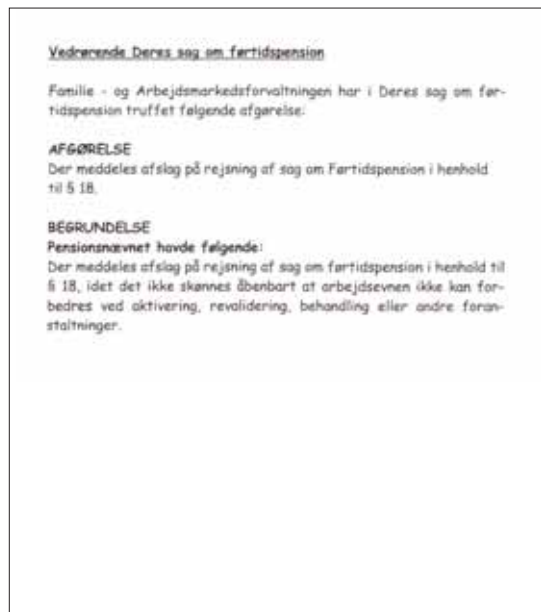 Vedrørende Deres sag om førtidspension
Familie - og Arbejdsmarkedsforvaltningen har i Deres sag om før-
tidspension truffet følgende afgørelse:
AFGØRELSE
Der meddeles afslag på rejsning af sag om Førtidspension i henhold
til § 18.
BEGRUNDELSE
Pensionsnævnet havde følgende:
Der meddeles afslag på rejsning af sag om førtidspension i henhold til
§ 18, idet det ikke skønnes åbenbart at arbejdsevnen ikke kan for-
bedres ved aktivering, revalidering, behandling eller andre foran-
staltninger.